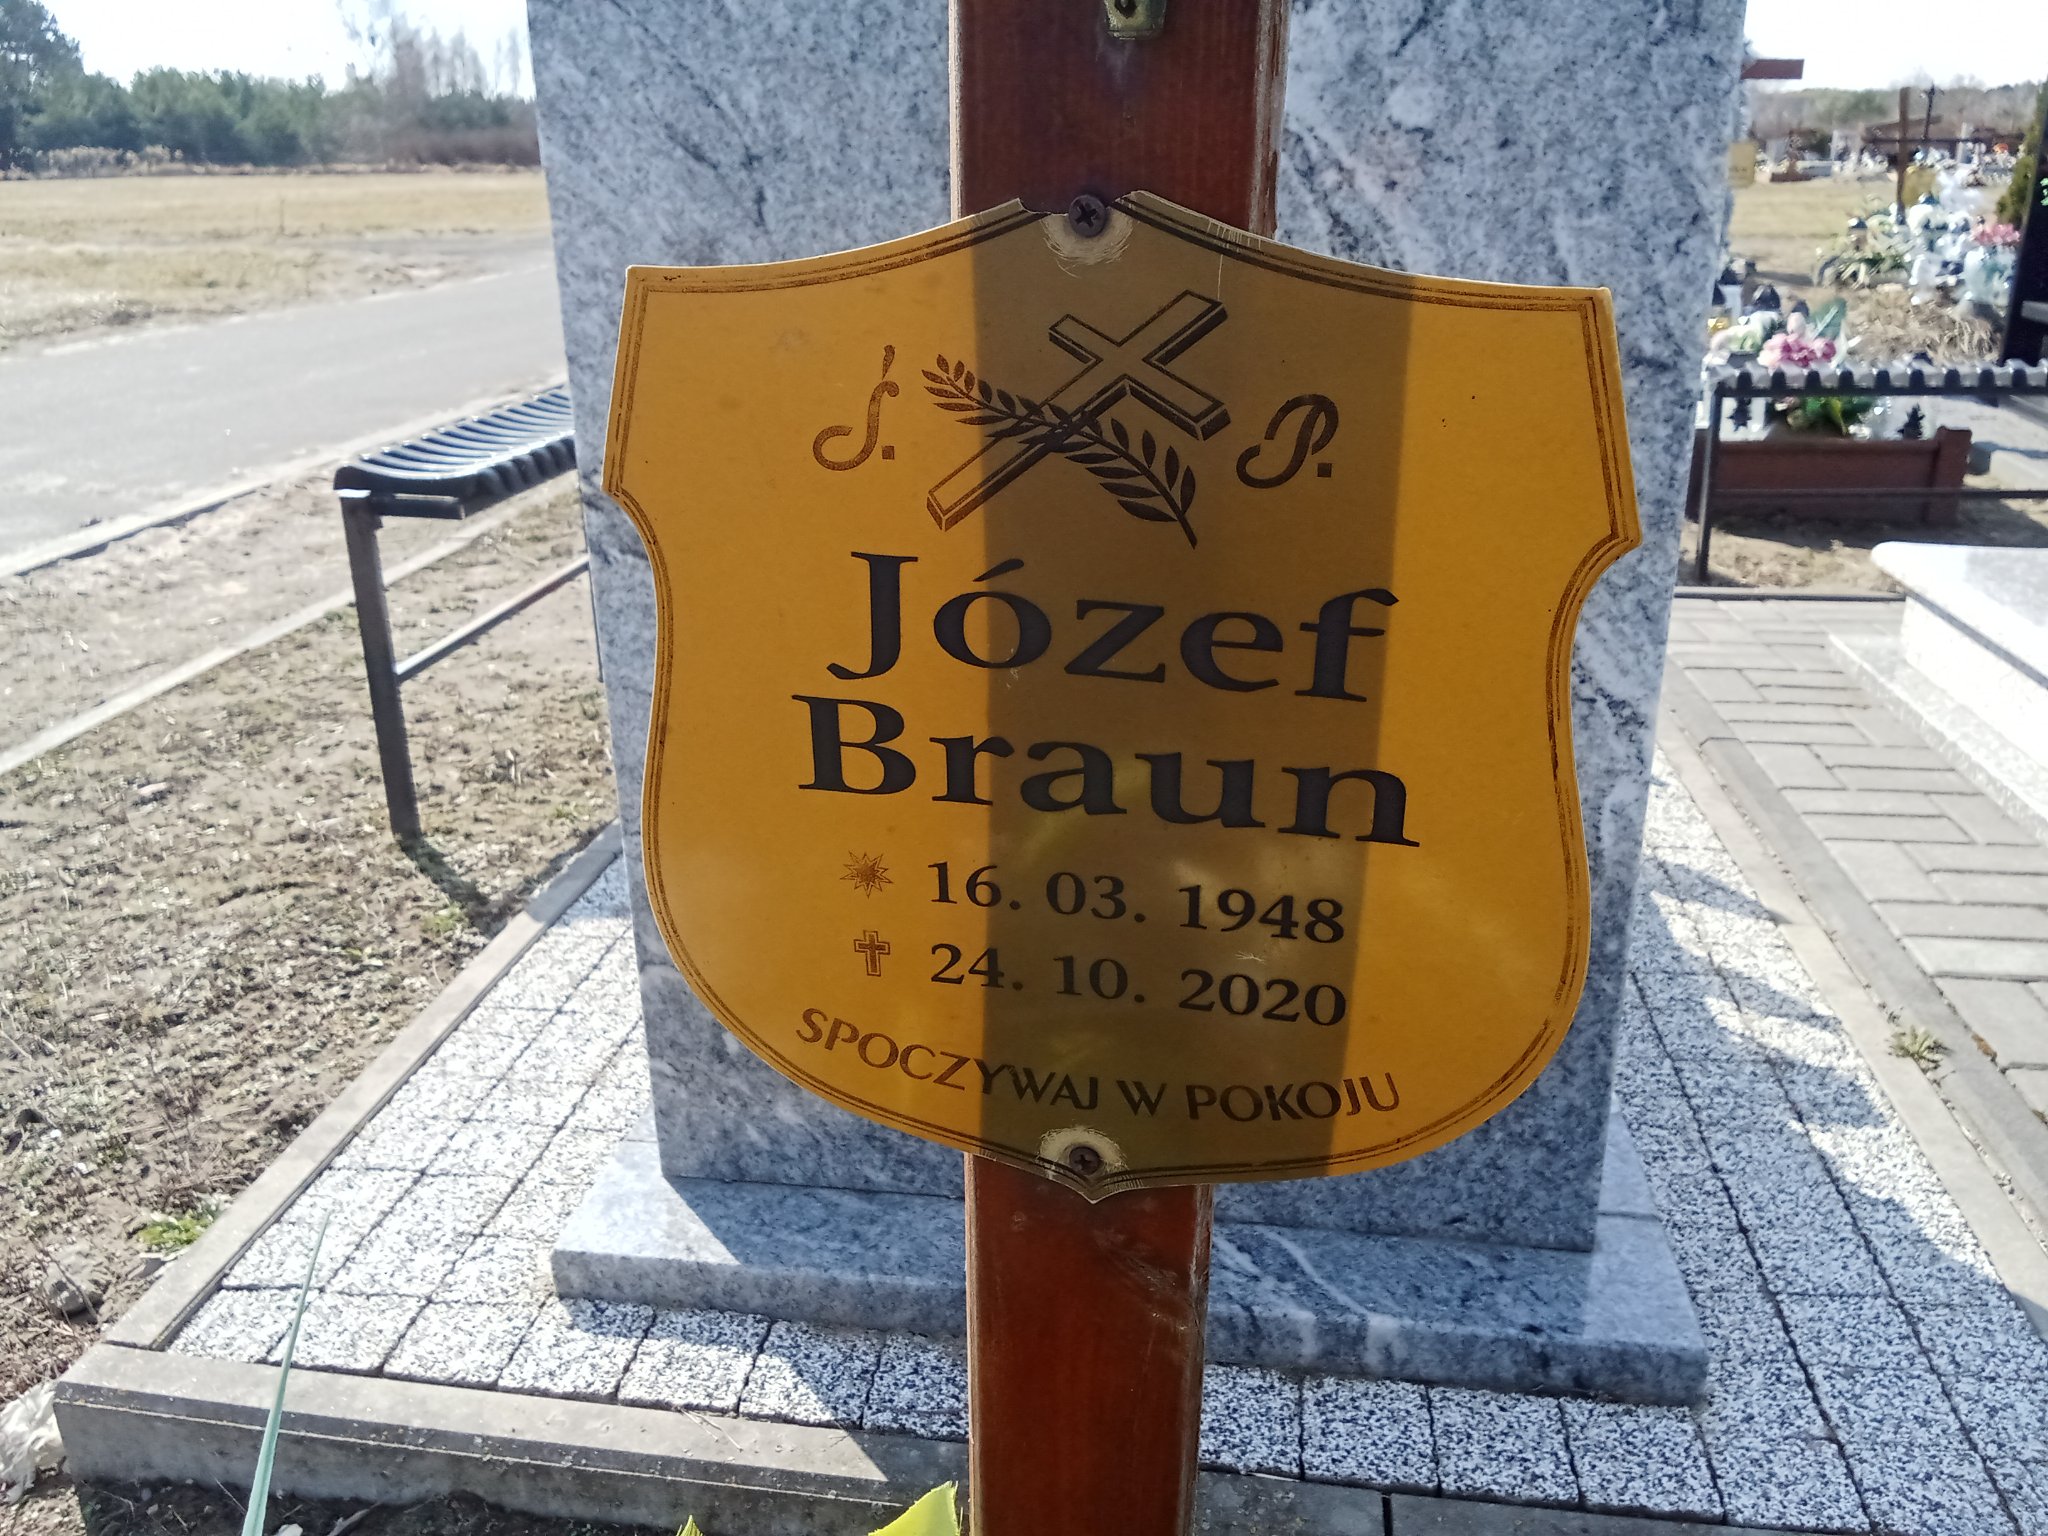 Ś. P.
Józef
Braun
16. 03. 1948
24. 10. 2020
SPOCZYWAJ W POKOJU